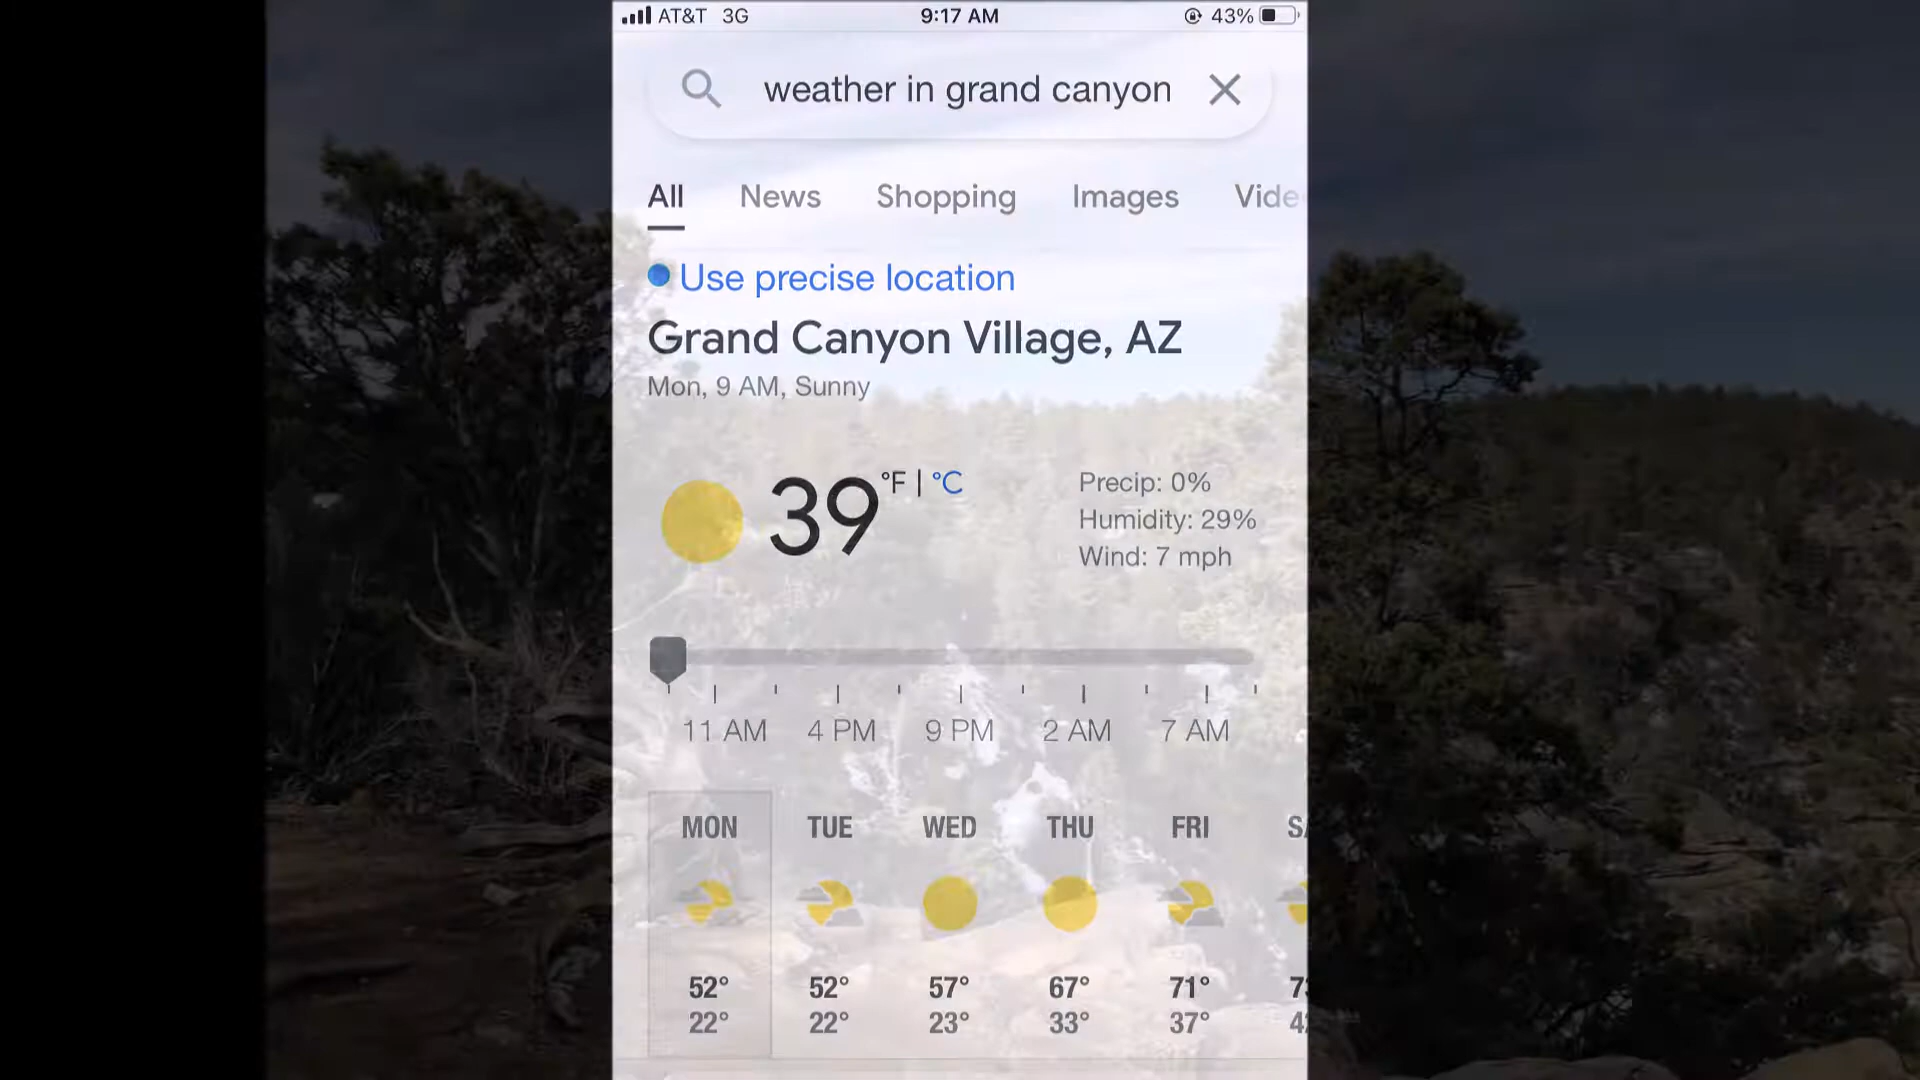 AT&T 3G 9:17 AM 43%
weather in grand canyon
All News Shopping Images
Use precise location
Grand Canyon Village, AZ
Mon, 9 AM, Sunny
39 °F | °C
Precip: 0%
Humidity: 29%
Wind: 7 mph
11 AM 4 PM 9 PM 2 AM 7 AM
MON TUE WED THU FRI
52° 52° 57° 67° 71°
22° 22° 23° 33° 37°